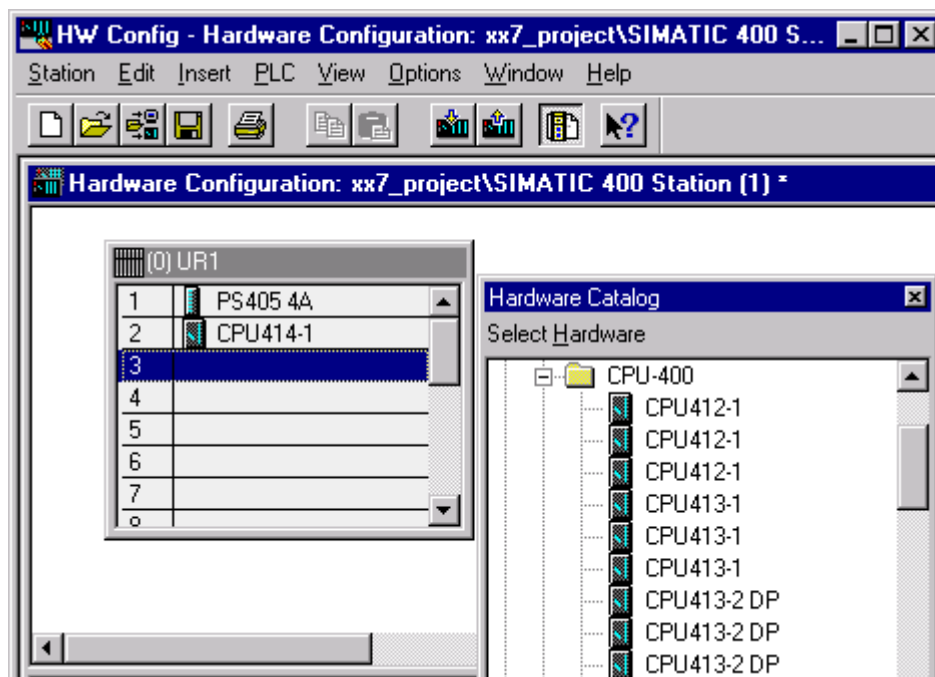 HW Config - Hardware Configuration: xx7_project\SIMATIC 400 S...
Station Edit Insert PLC View Options Window Help
Hardware Configuration: xx7_project\SIMATIC 400 Station (1) *
(0) UR1
1 PS405 4A
2 CPU414-1
3
4
5
6
7
Hardware Catalog
Select Hardware
CPU-400
CPU412-1
CPU412-1
CPU412-1
CPU413-1
CPU413-1
CPU413-1
CPU413-2 DP
CPU413-2 DP
CPU413-2 DP